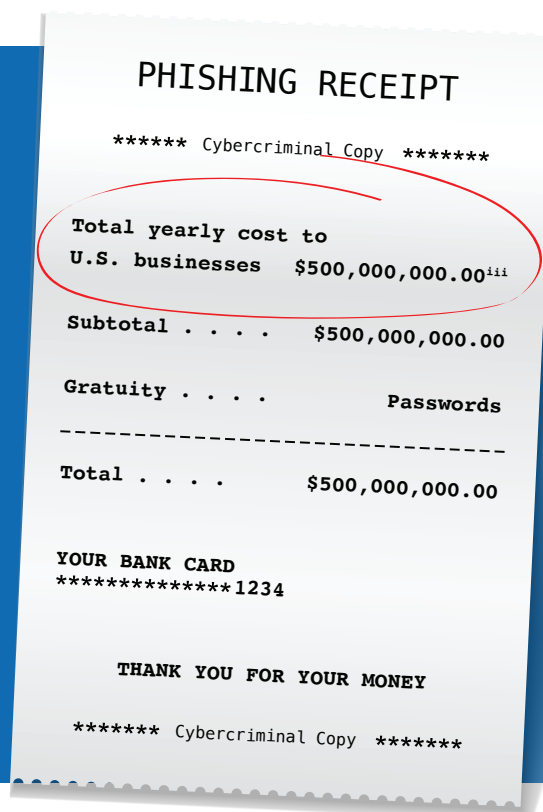 PHISHING RECEIPT
****** Cybercriminal Copy *******
Total yearly cost to
U.S. businesses $500,000,000.00iii
Subtotal . . . . $500,000,000.00
Gratuity . . . . Passwords
-----------------------------
Total . . . . $500,000,000.00
YOUR BANK CARD
**************1234
THANK YOU FOR YOUR MONEY
******* Cybercriminal Copy *******